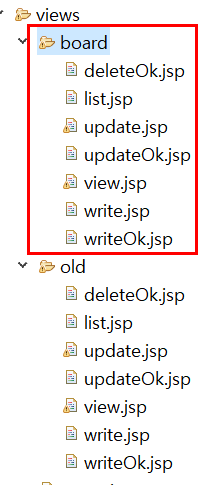 views
board
deleteOk.jsp
list.jsp
update.jsp
updateOk.jsp
view.jsp
write.jsp
writeOk.jsp
old
deleteOk.jsp
list.jsp
update.jsp
updateOk.jsp
view.jsp
write.jsp
writeOk.jsp